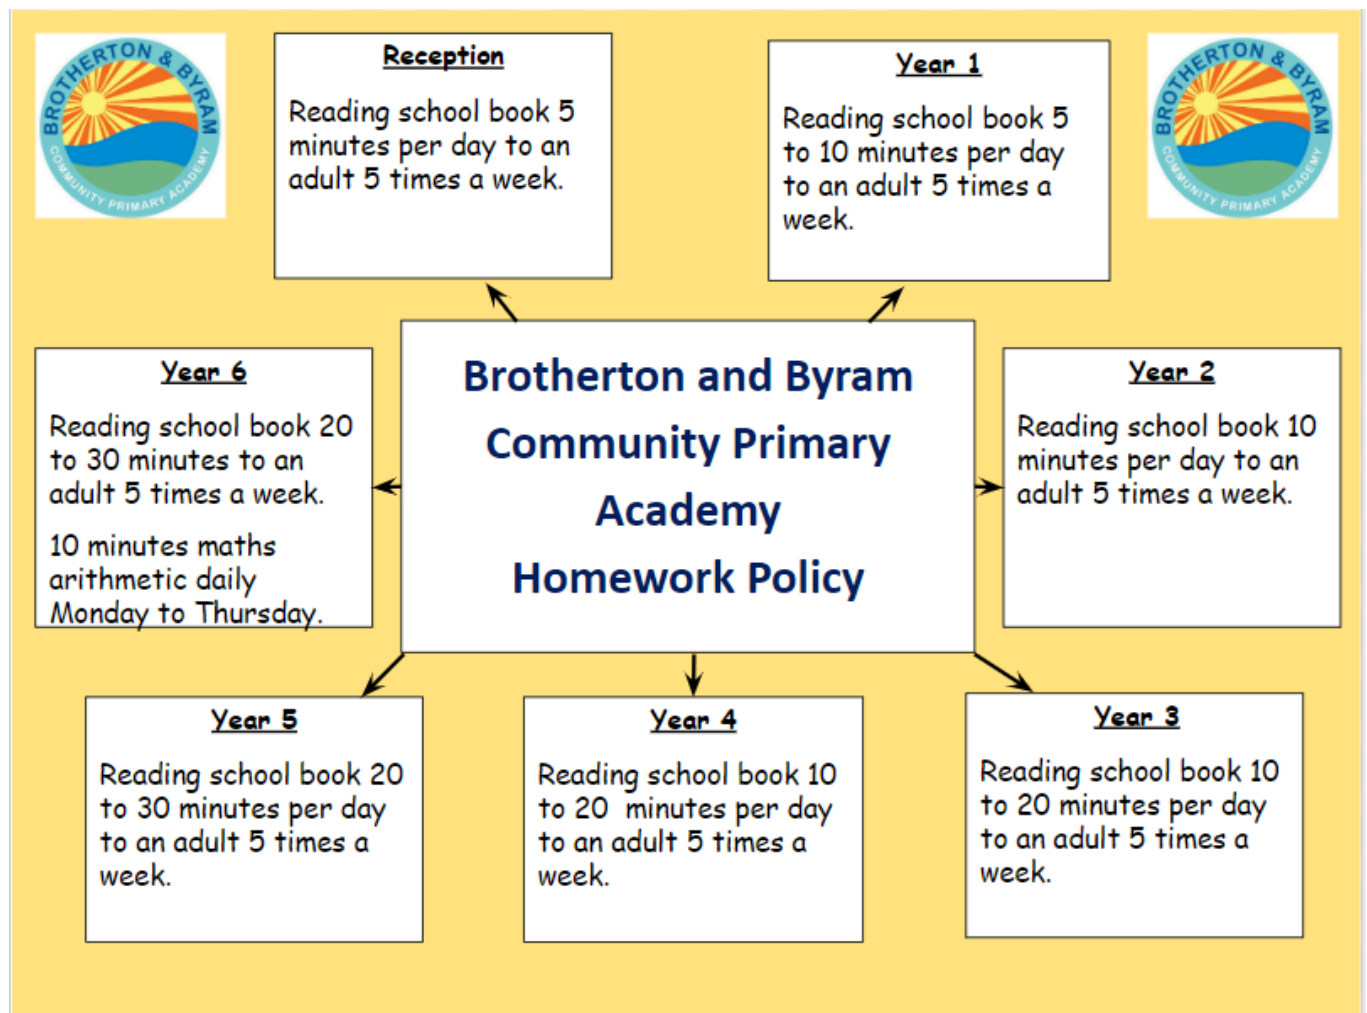 BROTHERTON & BYRAM
COMMUNITY PRIMARY ACADEMY
Reception
Reading school book 5
minutes per day to an
adult 5 times a week.
Year 1
Reading school book 5
to 10 minutes per day
to an adult 5 times a
week.
BROTHERTON & BYRAM
COMMUNITY PRIMARY ACADEMY
Brotherton and Byram
Community Primary
Academy
Homework Policy
Year 2
Reading school book 10
minutes per day to an
adult 5 times a week.
Year 3
Reading school book 10
to 20 minutes per day
to an adult 5 times a
week.
Year 4
Reading school book 10
to 20  minutes per day
to an adult 5 times a
week.
Year 5
Reading school book 20
to 30 minutes per day
to an adult 5 times a
week.
Year 6
Reading school book 20
to 30 minutes to an
adult 5 times a week.
10 minutes maths
arithmetic daily
Monday to Thursday.